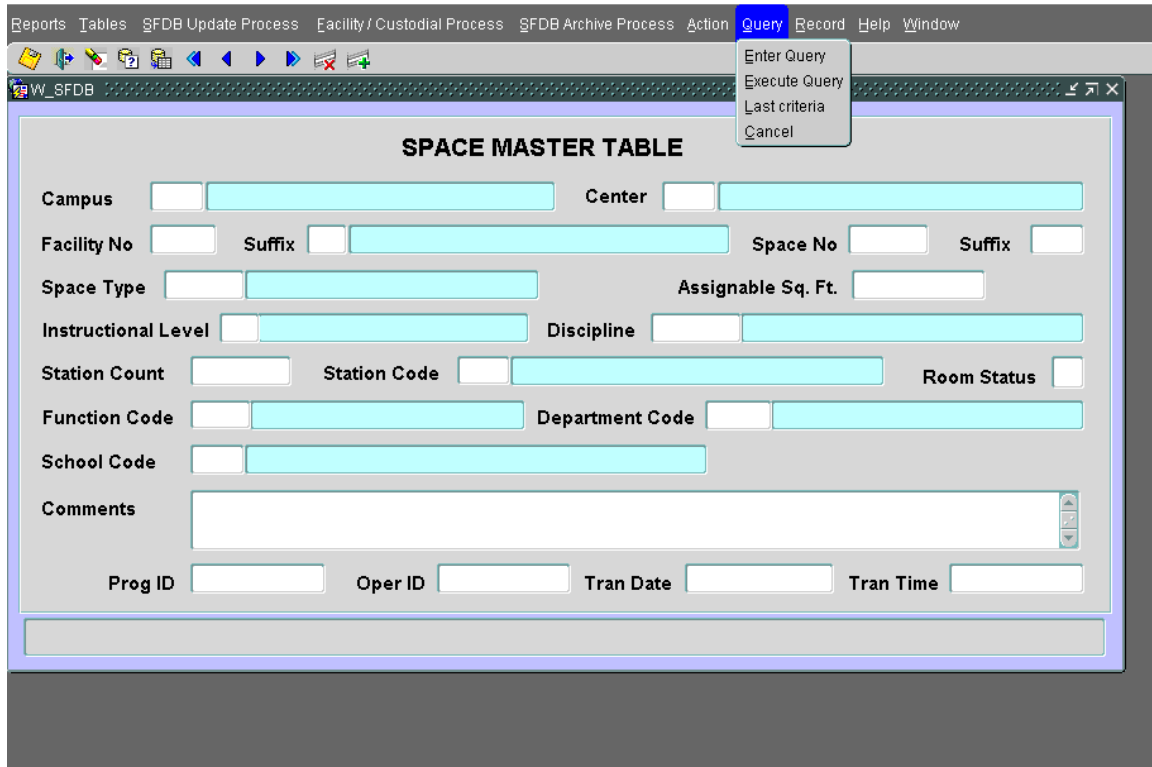 Reports Tables SFDB Update Process Facility / Custodial Process SFDB Archive Process Action Query Record Help Window
Enter Query
Execute Query
Last criteria
Cancel
W_SFDB
SPACE MASTER TABLE
Campus Center
Facility No Suffix Space No Suffix
Space Type Assignable Sq. Ft.
Instructional Level Discipline
Station Count Station Code Room Status
Function Code Department Code
School Code
Comments
Prog ID Oper ID Tran Date Tran Time